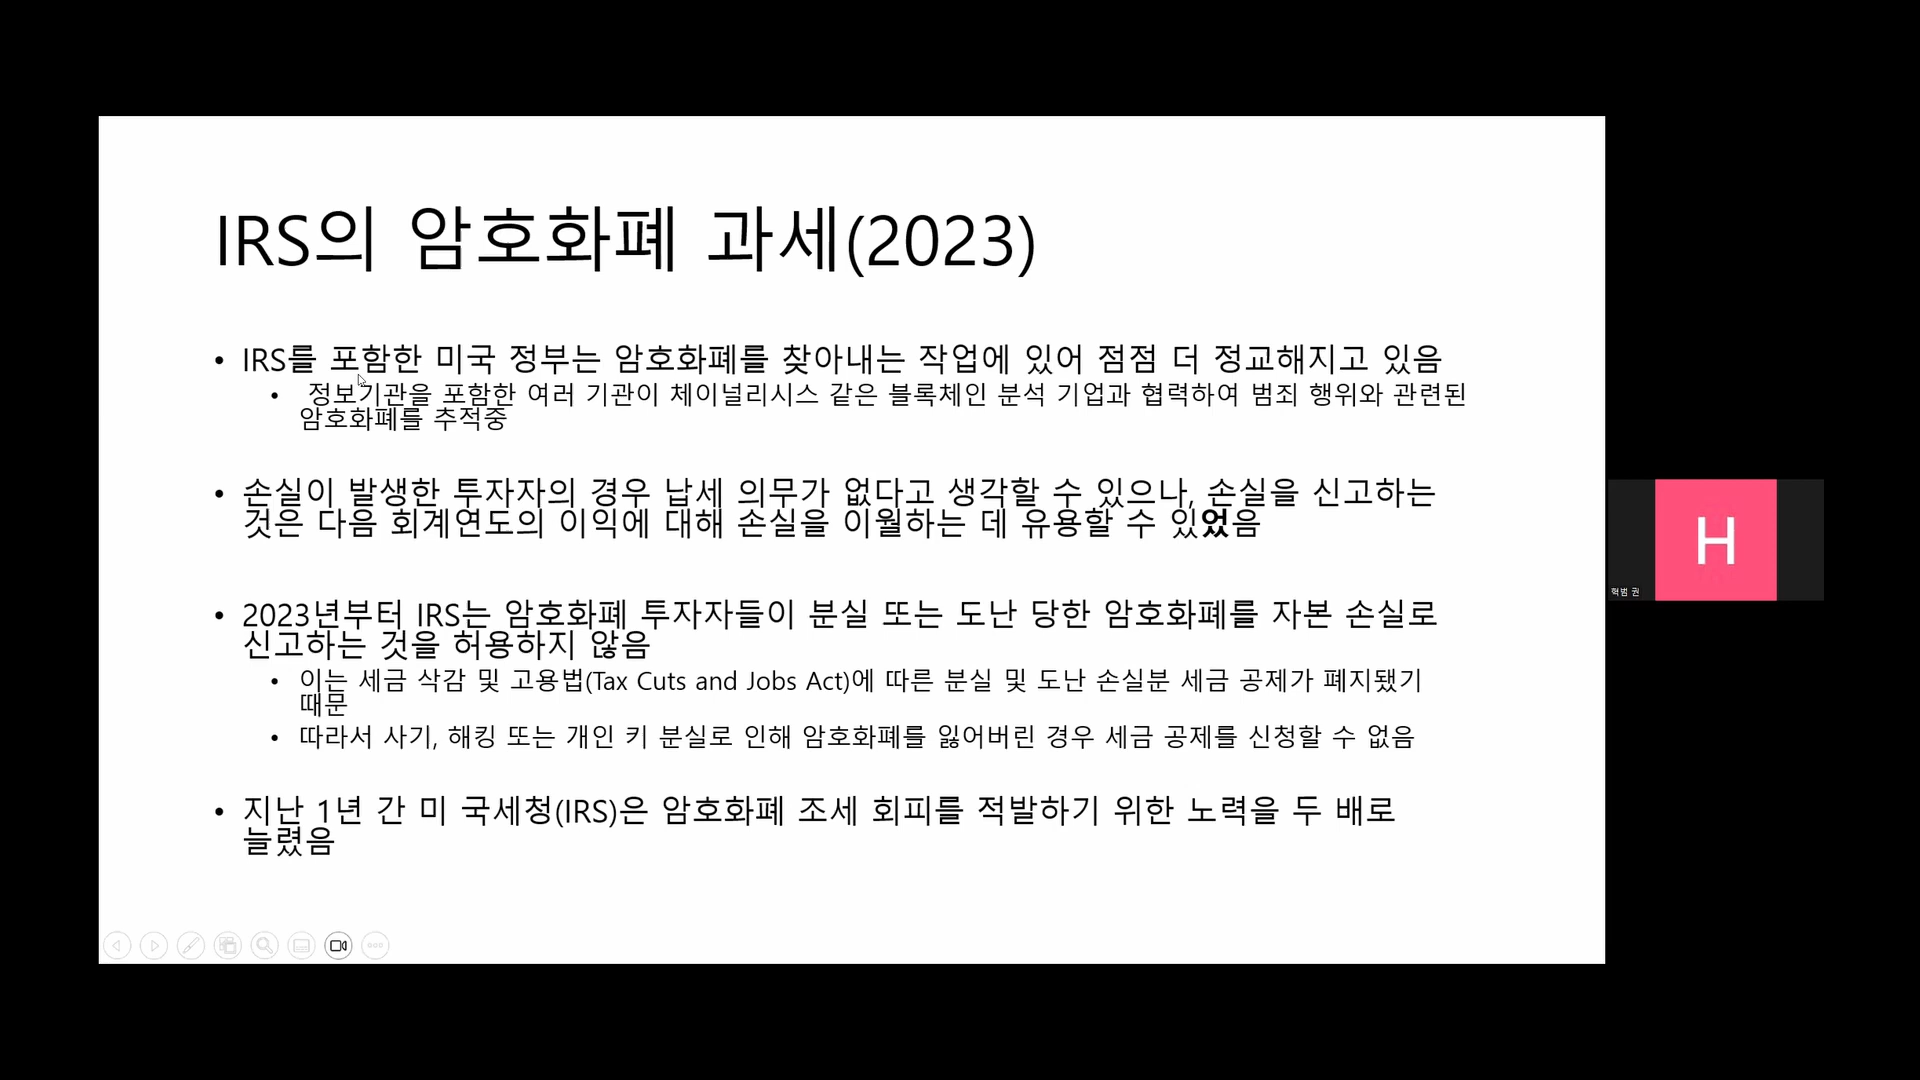 IRS의 암호화폐 과세(2023)
• IRS를 포함한 미국 정부는 암호화폐를 찾아내는 작업에 있어 점점 더 정교해지고 있음
• 정보기관을 포함한 여러 기관이 체이널리시스 같은 블록체인 분석 기업과 협력하여 범죄 행위와 관련된
암호화폐를 추적중
• 손실이 발생한 투자자의 경우 납세 의무가 없다고 생각할 수 있으나, 손실을 신고하는
것은 다음 회계연도의 이익에 대해 손실을 이월하는 데 유용할 수 있었음
• 2023년부터 IRS는 암호화폐 투자자들이 분실 또는 도난 당한 암호화폐를 자본 손실로
신고하는 것을 허용하지 않음
• 이는 세금 삭감 및 고용법(Tax Cuts and Jobs Act)에 따른 분실 및 도난 손실분 세금 공제가 폐지됐기
때문
• 따라서 사기, 해킹 또는 개인 키 분실로 인해 암호화폐를 잃어버린 경우 세금 공제를 신청할 수 없음
• 지난 1년 간 미 국세청(IRS)은 암호화폐 조세 회피를 적발하기 위한 노력을 두 배로
늘렸음
H
혁범 권